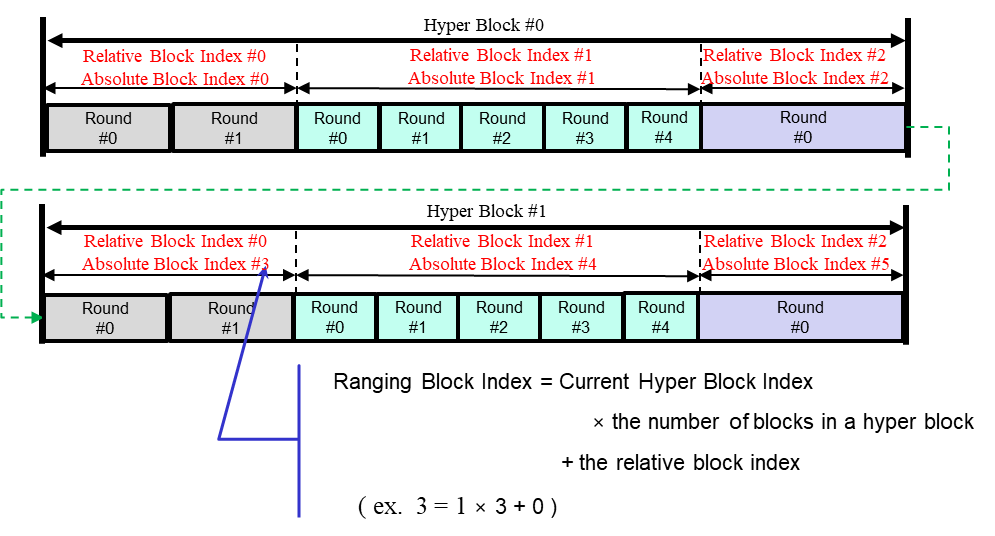 Hyper Block #0
Relative Block Index #0 Relative Block Index #1 Relative Block Index #2
Absolute Block Index #0 Absolute Block Index #1 Absolute Block Index #2
Round Round Round Round Round Round Round Round
#0 #1 #0 #1 #2 #3 #4 #0
Hyper Block #1
Relative Block Index #0 Relative Block Index #1 Relative Block Index #2
Absolute Block Index #3 Absolute Block Index #4 Absolute Block Index #5
Round Round Round Round Round Round Round Round
#0 #1 #0 #1 #2 #3 #4 #0
Ranging Block Index = Current Hyper Block Index
× the number of blocks in a hyper block
+ the relative block index
( ex. 3 = 1 × 3 + 0 )